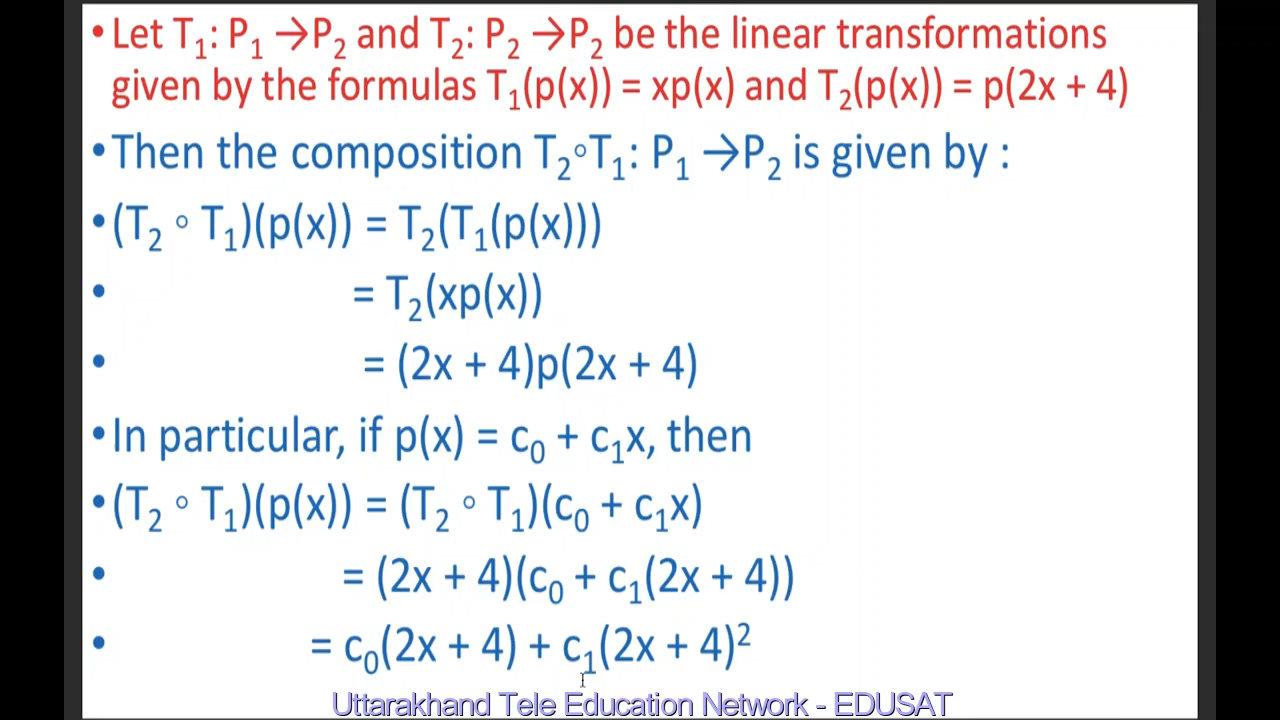 •Let T₁: P₁ →P₂ and T₂: P₂ →P₂ be the linear transformations
given by the formulas T₁(p(x)) = xp(x) and T₂(p(x)) = p(2x + 4)
•Then the composition T₂∘T₁: P₁ →P₂ is given by :
•(T₂ ∘ T₁)(p(x)) = T₂(T₁(p(x)))
• = T₂(xp(x))
• = (2x + 4)p(2x + 4)
•In particular, if p(x) = c₀ + c₁x, then
•(T₂ ∘ T₁)(p(x)) = (T₂ ∘ T₁)(c₀ + c₁x)
• = (2x + 4)(c₀ + c₁(2x + 4))
• = c₀(2x + 4) + c₁(2x + 4)²
Uttarakhand Tele Education Network - EDUSAT